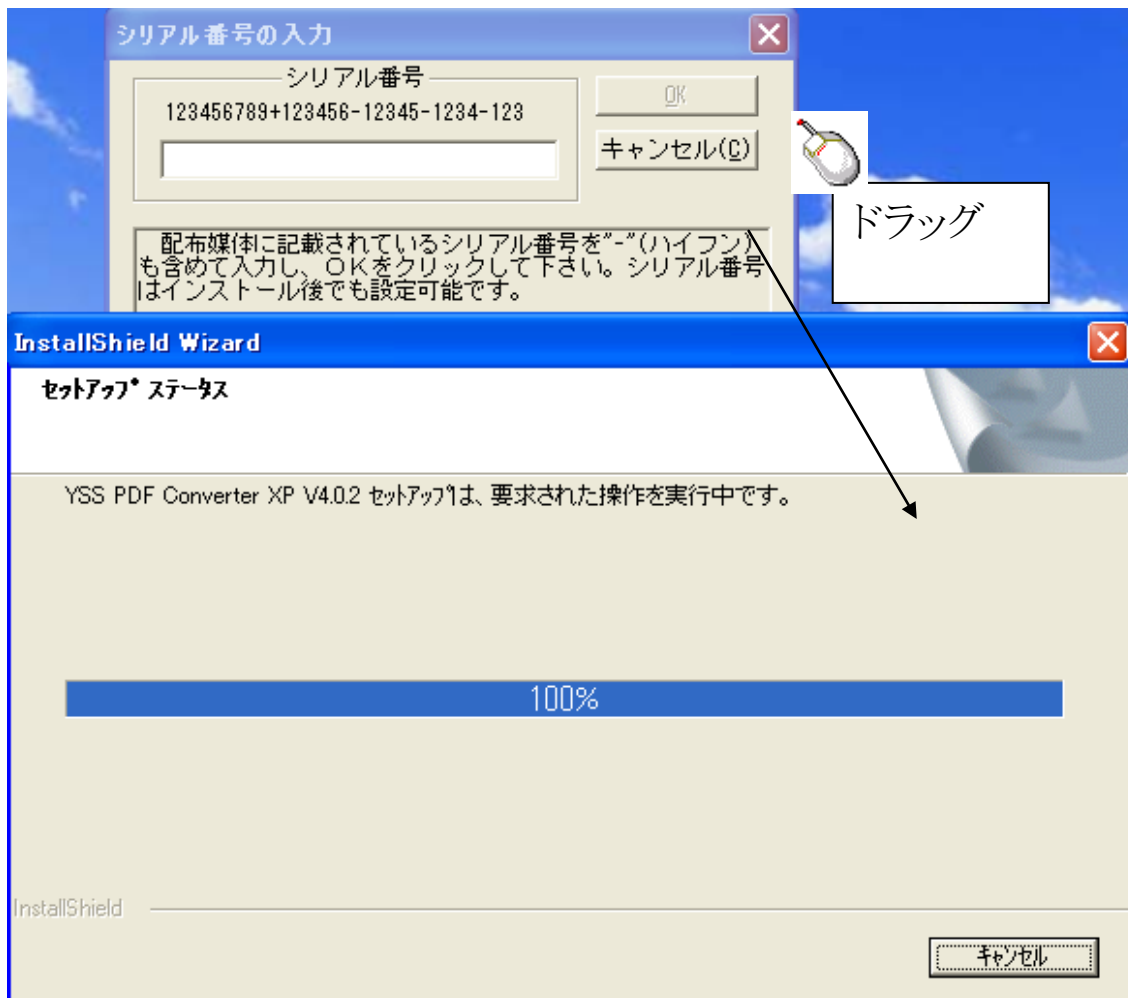 シリアル番号の入力
シリアル番号
123456789+123456-12345-1234-123
OK
キャンセル(C)
ドラッグ
配布媒体に記載されているシリアル番号を"-"(ハイフン)
も含めて入力し、OKをクリックして下さい。シリアル番号
はインストール後でも設定可能です。
InstallShield Wizard
セットアップ ステータス
YSS PDF Converter XP V4.0.2 セットアップは、要求された操作を実行中です。
100%
InstallShield
キャンセル